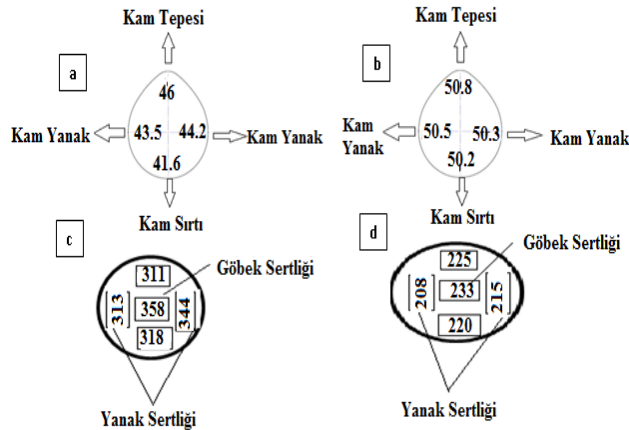 Kam Tepesi
a
46
Kam Yanak
43.5
44.2
Kam Yanak
41.6
Kam Sırtı
Kam Tepesi
b
50.8
Kam
Yanak
50.5
50.3
Kam Yanak
50.2
Kam Sırtı
c
Göbek Sertliği
311
313
358
344
318
Yanak Sertliği
d
Göbek Sertliği
225
208
233
215
220
Yanak Sertliği